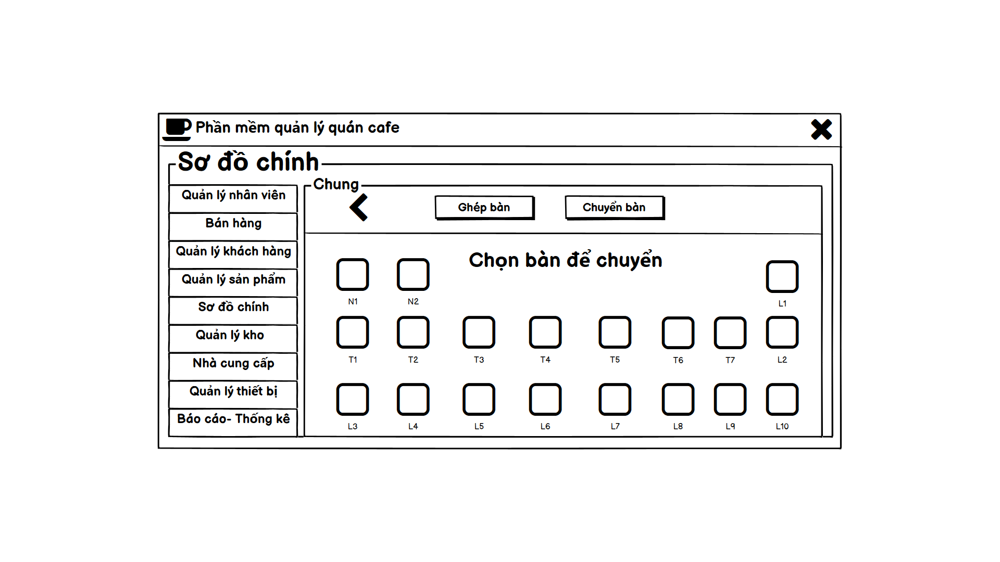 Phần mềm quản lý quán cafe
Sơ đồ chính
Quản lý nhân viên
Bán hàng
Quản lý khách hàng
Quản lý sản phẩm
Sơ đồ chính
Quản lý kho
Nhà cung cấp
Quản lý thiết bị
Báo cáo- Thống kê
Chung
Ghép bàn Chuyển bàn
Chọn bàn để chuyển
N1 N2 L1
T1 T2 T3 T4 T5 T6 T7 L2
L3 L4 L5 L6 L7 L8 L9 L10